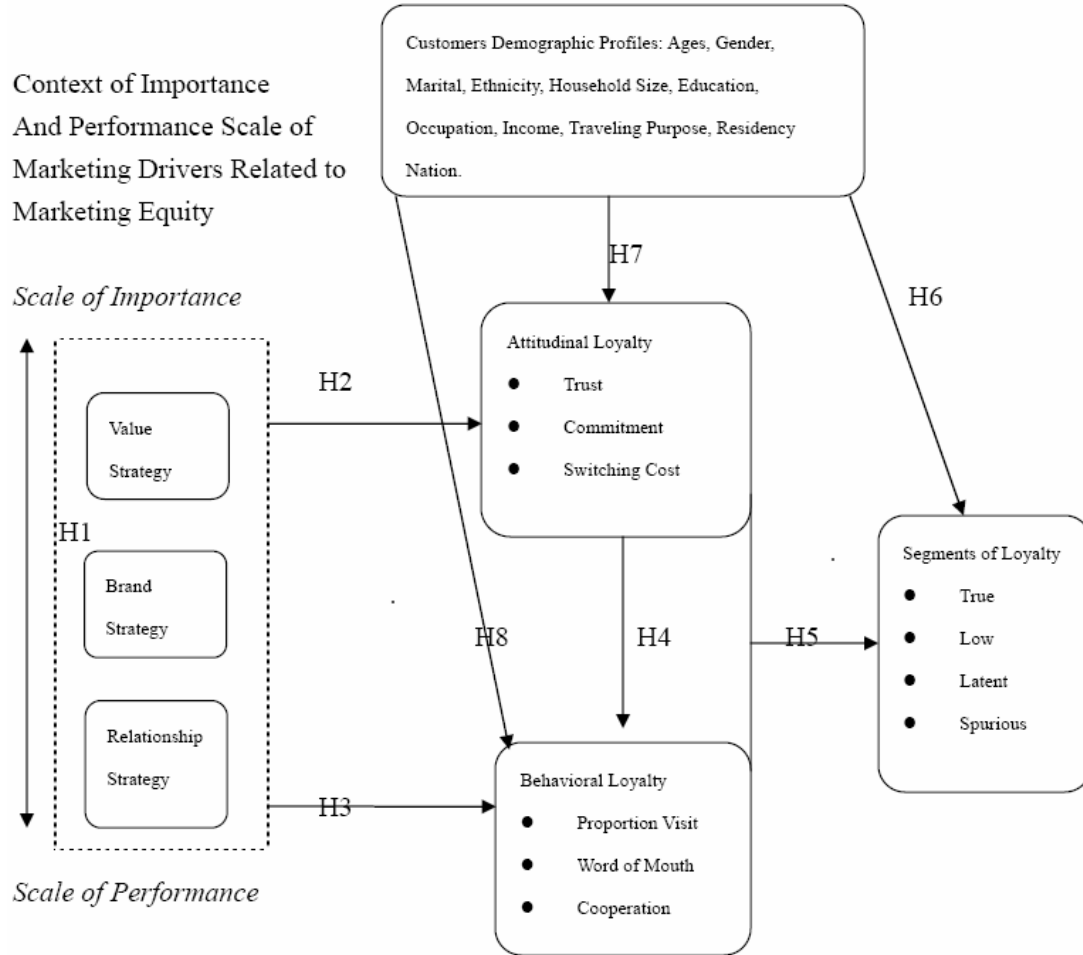 Customers Demographic Profiles: Ages, Gender,
Marital, Ethnicity, Household Size, Education,
Occupation, Income, Traveling Purpose, Residency
Nation.
Context of Importance
And Performance Scale of
Marketing Drivers Related to
Marketing Equity
H7
Scale of Importance
H6
Attitudinal Loyalty
● Trust
● Commitment
● Switching Cost
H2
Value
Strategy
H1
Brand
Strategy
Relationship
Strategy
H8
H4
H5
Segments of Loyalty
● True
● Low
● Latent
● Spurious
H3
Behavioral Loyalty
● Proportion Visit
● Word of Mouth
● Cooperation
Scale of Performance